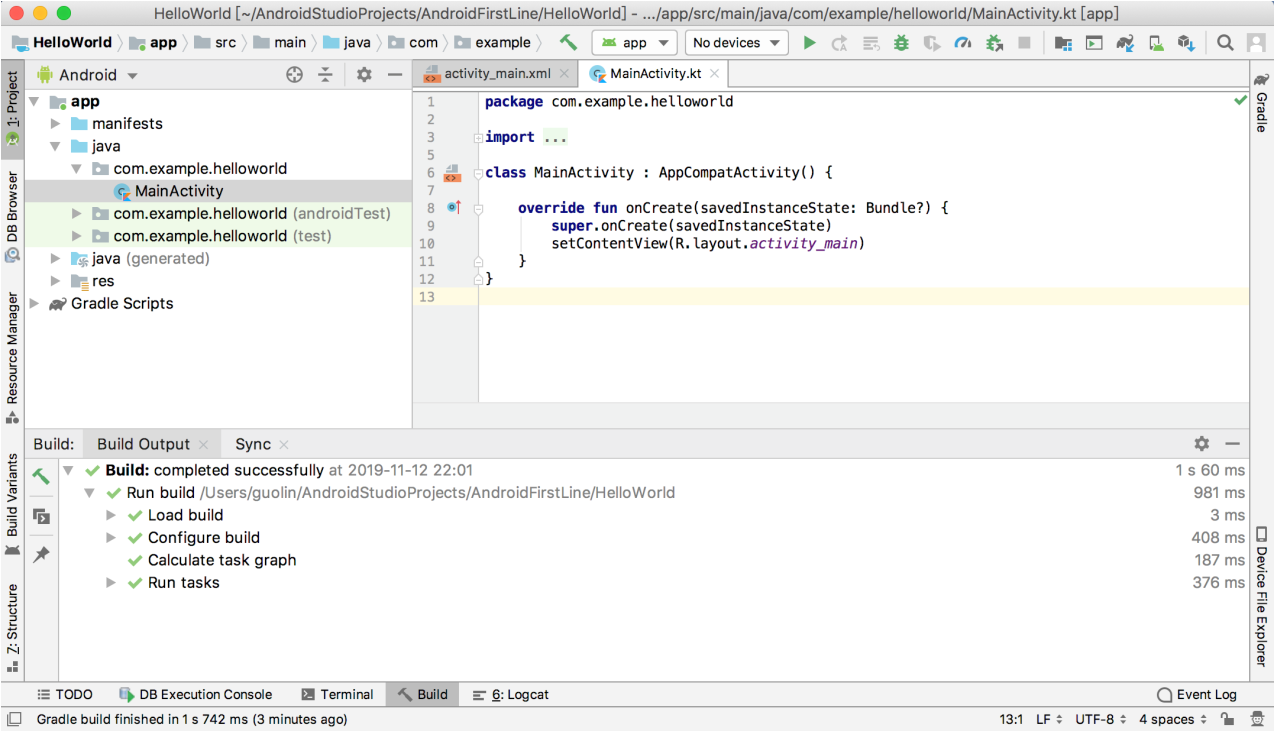 HelloWorld [~/AndroidStudioProjects/AndroidFirstLine/HelloWorld] - .../app/src/main/java/com/example/helloworld/MainActivity.kt [app]
HelloWorld app src main java com example app No devices
1: Project
DB Browser
Resource Manager
Build Variants
Z: Structure
Android
app
manifests
java
com.example.helloworld
MainActivity
com.example.helloworld (androidTest)
com.example.helloworld (test)
java (generated)
res
Gradle Scripts
activity_main.xml MainActivity.kt
1 package com.example.helloworld
2
3 import ...
5
6 class MainActivity : AppCompatActivity() {
7
8 override fun onCreate(savedInstanceState: Bundle?) {
9 super.onCreate(savedInstanceState)
10 setContentView(R.layout.activity_main)
11 }
12 }
13
Gradle
Device File Explorer
Build: Build Output Sync
Build: completed successfully at 2019-11-12 22:01 1 s 60 ms
Run build /Users/guolin/AndroidStudioProjects/AndroidFirstLine/HelloWorld 981 ms
Load build 3 ms
Configure build 408 ms
Calculate task graph 187 ms
Run tasks 376 ms
TODO DB Execution Console Terminal Build 6: Logcat Event Log
Gradle build finished in 1 s 742 ms (3 minutes ago) 13:1 LF UTF-8 4 spaces